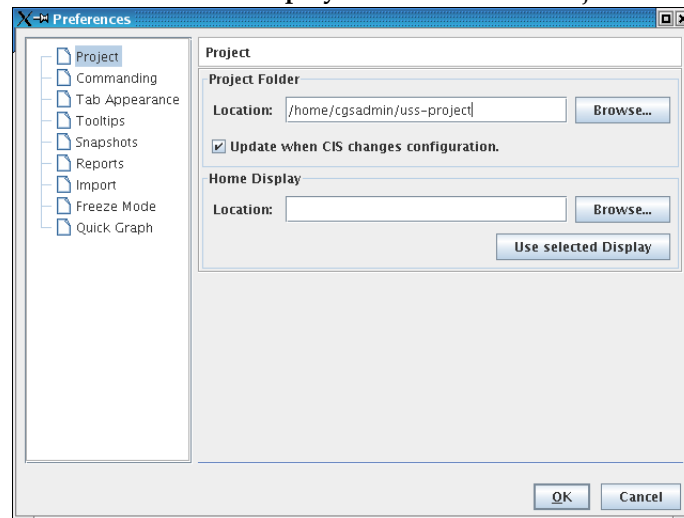 Preferences
Project
Commanding
Tab Appearance
Tooltips
Snapshots
Reports
Import
Freeze Mode
Quick Graph
Project
Project Folder
Location: /home/cgsadmin/uss-project Browse...
Update when CIS changes configuration.
Home Display
Location: Browse...
Use selected Display
OK Cancel